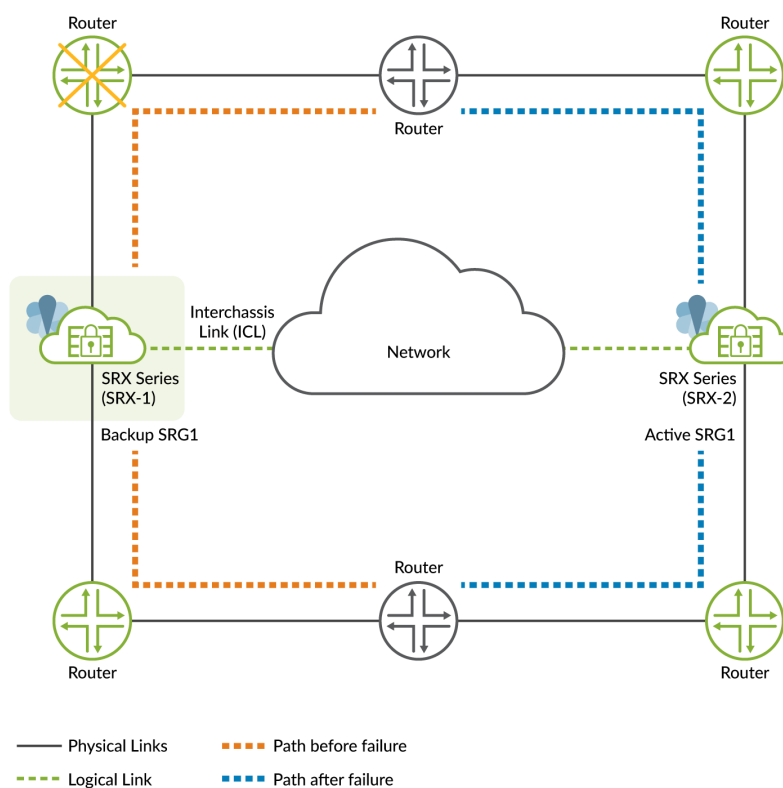 Router
Router
Router
Interchassis
Link (ICL)
Network
SRX Series
(SRX-1)
SRX Series
(SRX-2)
Backup SRG1
Active SRG1
Router
Router
Router
Physical Links
Path before failure
Logical Link
Path after failure